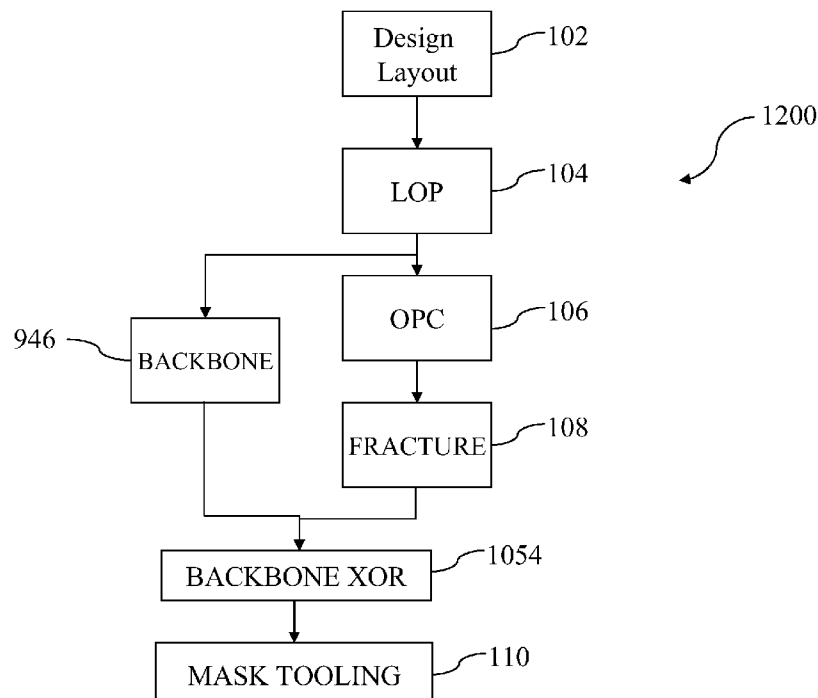 Design
Layout
102
1200
LOP
104
OPC
106
946
BACKBONE
FRACTURE
108
BACKBONE XOR
1054
MASK TOOLING
110